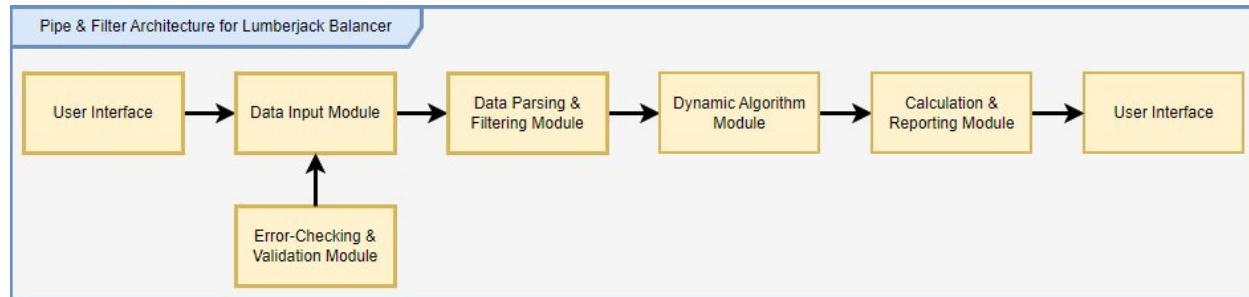 Pipe & Filter Architecture for Lumberjack Balancer
User Interface
Data Input Module
Data Parsing &
Filtering Module
Dynamic Algorithm
Module
Calculation &
Reporting Module
User Interface
Error-Checking &
Validation Module